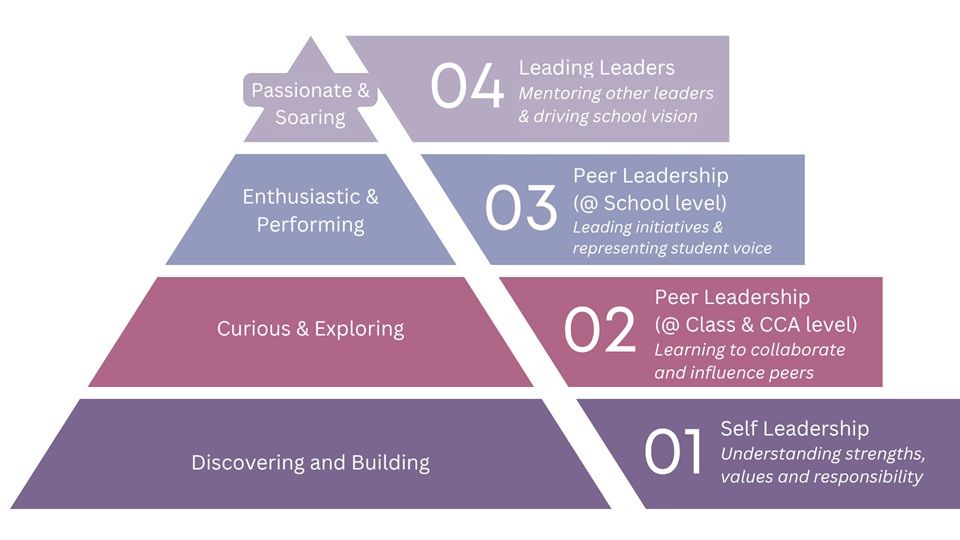 Passionate &
Soaring
04
Leading Leaders
Mentoring other leaders
& driving school vision
Enthusiastic &
Performing
03
Peer Leadership
(@ School level)
Leading initiatives &
representing student voice
Curious & Exploring
02
Peer Leadership
(@ Class & CCA level)
Learning to collaborate
and influence peers
Discovering and Building
01
Self Leadership
Understanding strengths,
values and responsibility